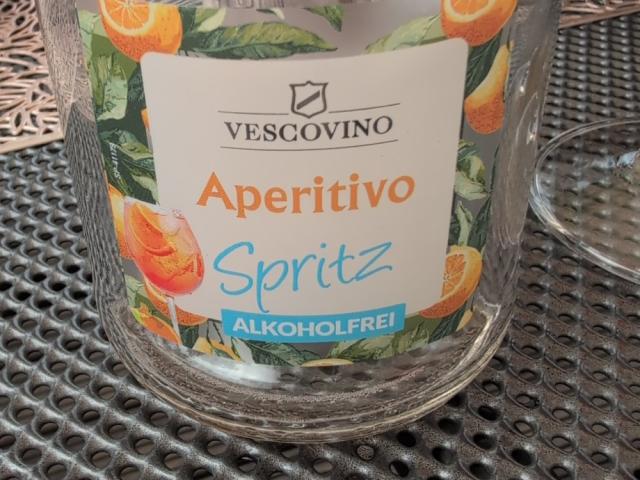 VESCOVINO
Aperitivo
Spritz
ALKOHOLFREI